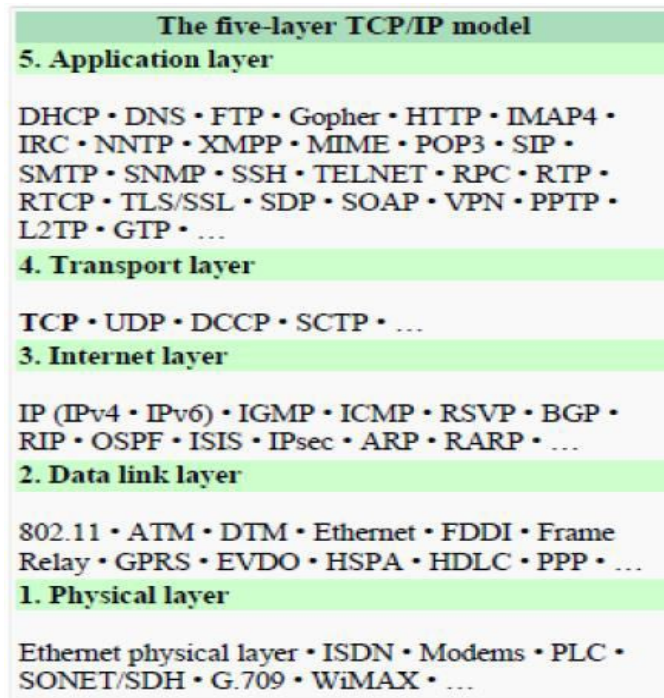 The five-layer TCP/IP model
5. Application layer
DHCP • DNS • FTP • Gopher • HTTP • IMAP4 •
IRC • NNTP • XMPP • MIME • POP3 • SIP •
SMTP • SNMP • SSH • TELNET • RPC • RTP •
RTCP • TLS/SSL • SDP • SOAP • VPN • PPTP •
L2TP • GTP • …
4. Transport layer
TCP • UDP • DCCP • SCTP • …
3. Internet layer
IP (IPv4 • IPv6) • IGMP • ICMP • RSVP • BGP •
RIP • OSPF • ISIS • IPsec • ARP • RARP • …
2. Data link layer
802.11 • ATM • DTM • Ethernet • FDDI • Frame
Relay • GPRS • EVDO • HSPA • HDLC • PPP • …
1. Physical layer
Ethernet physical layer • ISDN • Modems • PLC •
SONET/SDH • G.709 • WiMAX • …